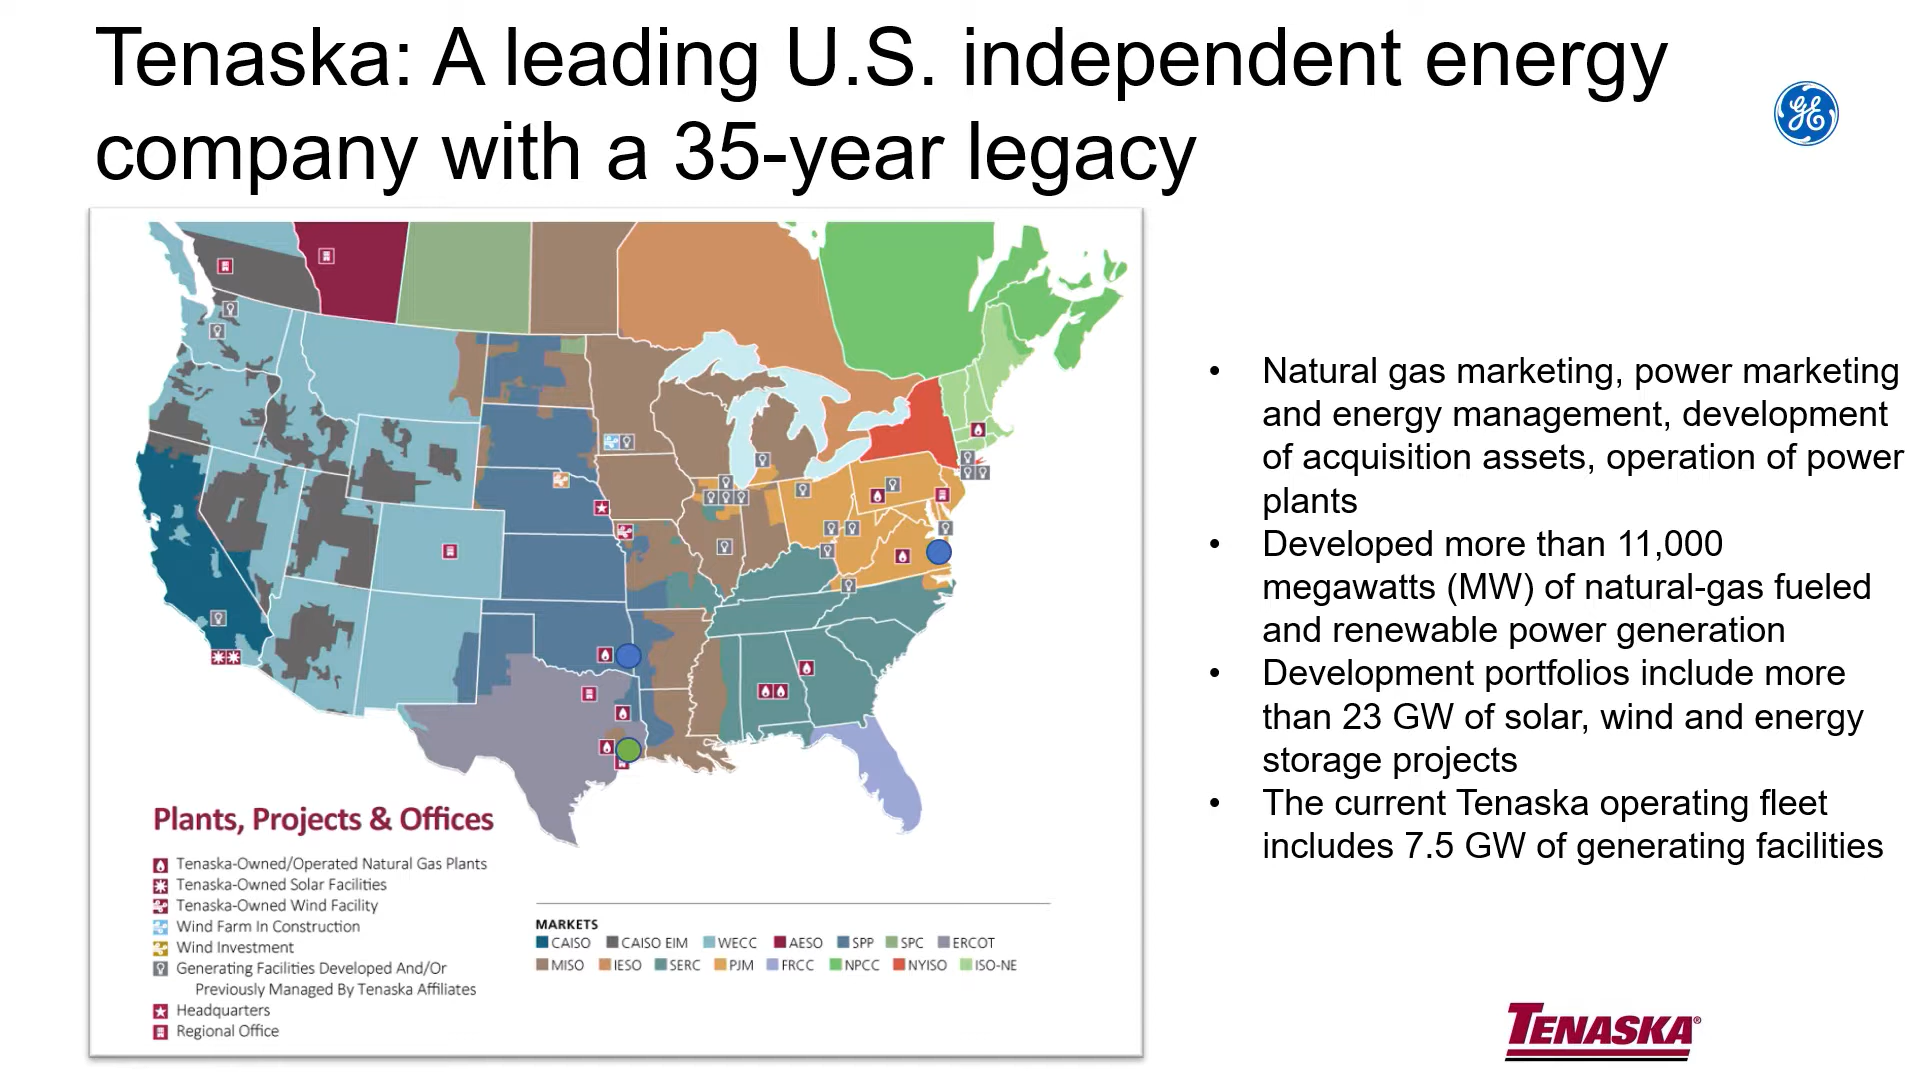 Tenaska: A leading U.S. independent energy
company with a 35-year legacy
GE
• Natural gas marketing, power marketing
and energy management, development
of acquisition assets, operation of power
plants
• Developed more than 11,000
megawatts (MW) of natural-gas fueled
and renewable power generation
• Development portfolios include more
than 23 GW of solar, wind and energy
storage projects
• The current Tenaska operating fleet
includes 7.5 GW of generating facilities
Plants, Projects & Offices
Tenaska-Owned/Operated Natural Gas Plants
Tenaska-Owned Solar Facilities
Tenaska-Owned Wind Facility
Wind Farm In Construction
Wind Investment
Generating Facilities Developed And/Or
Previously Managed By Tenaska Affiliates
Headquarters
Regional Office
MARKETS
CAISO CAISO EIM WECC AESO SPP SPC ERCOT
MISO IESO SERC PJM FRCC NPCC NYISO ISO-NE
TENASKA®